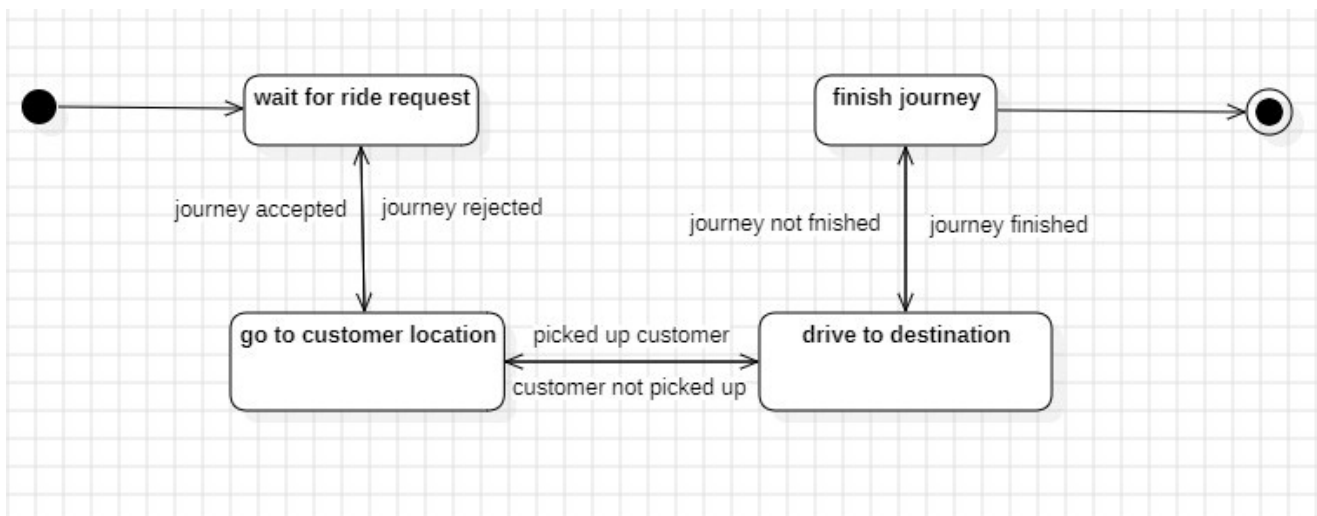 wait for ride request
finish journey
journey accepted
journey rejected
journey not fnished
journey finished
go to customer location
picked up customer
customer not picked up
drive to destination